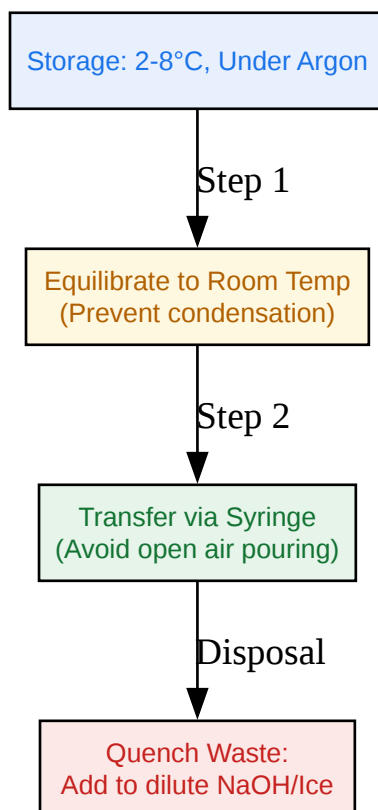 Storage: 2-8°C, Under Argon
Step 1
Equilibrate to Room Temp
(Prevent condensation)
Step 2
Transfer via Syringe
(Avoid open air pouring)
Disposal
Quench Waste:
Add to dilute NaOH/Ice